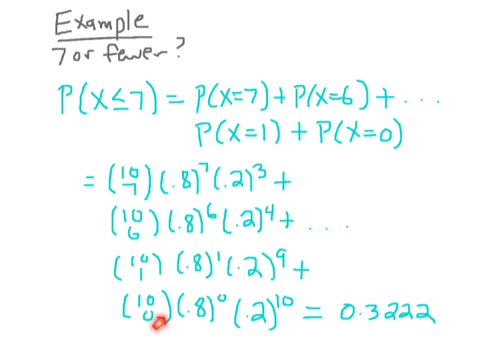 Example
7 or fewer?
P(X≤7) = P(X=7) + P(X=6) + ...
P(X=1) + P(X=0)
= (10 7) (.8)^7 (.2)^3 +
(10 6) (.8)^6 (.2)^4 + ...
(10 1) (.8)^1 (.2)^9 +
(10 0) (.8)^0 (.2)^10 = 0.3222